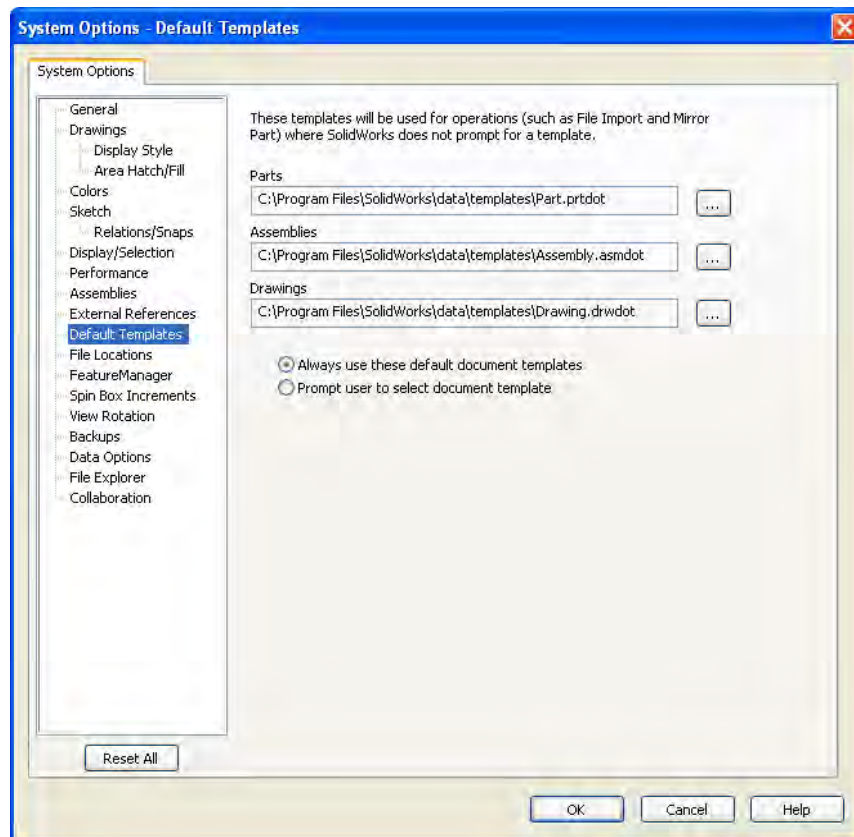 System Options - Default Templates
System Options
General
Drawings
Display Style
Area Hatch/Fill
Colors
Sketch
Relations/Snaps
Display/Selection
Performance
Assemblies
External References
Default Templates
File Locations
FeatureManager
Spin Box Increments
View Rotation
Backups
Data Options
File Explorer
Collaboration
Reset All
These templates will be used for operations (such as File Import and Mirror
Part) where SolidWorks does not prompt for a template.
Parts
C:\Program Files\SolidWorks\data\templates\Part.prtdot
...
Assemblies
C:\Program Files\SolidWorks\data\templates\Assembly.asmdot
...
Drawings
C:\Program Files\SolidWorks\data\templates\Drawing.drwdot
...
Always use these default document templates
Prompt user to select document template
OK
Cancel
Help